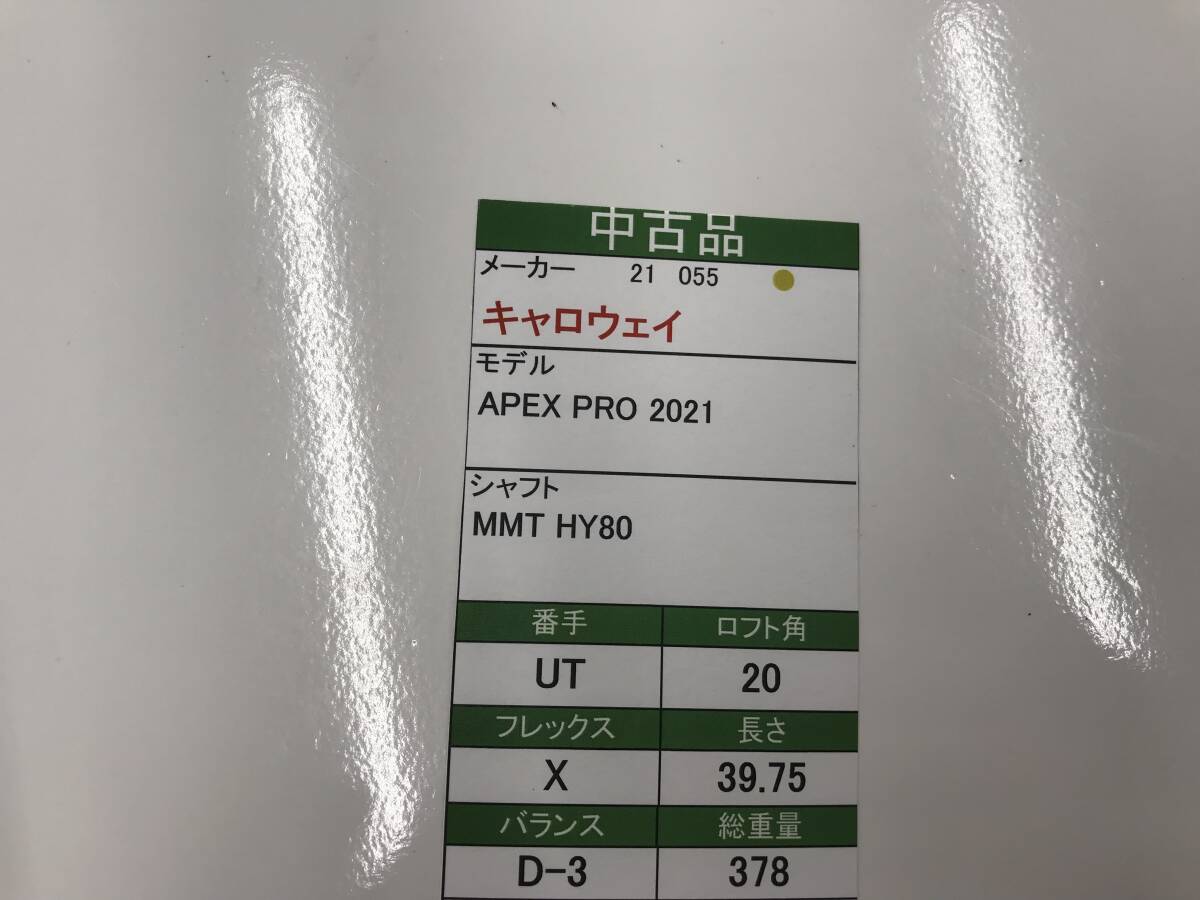 中古品
メーカー 21 055
キャロウェイ
モデル
APEX PRO 2021
シャフト
MMT HY80
番手 ロフト角
UT 20
フレックス 長さ
X 39.75
バランス 総重量
D-3 378